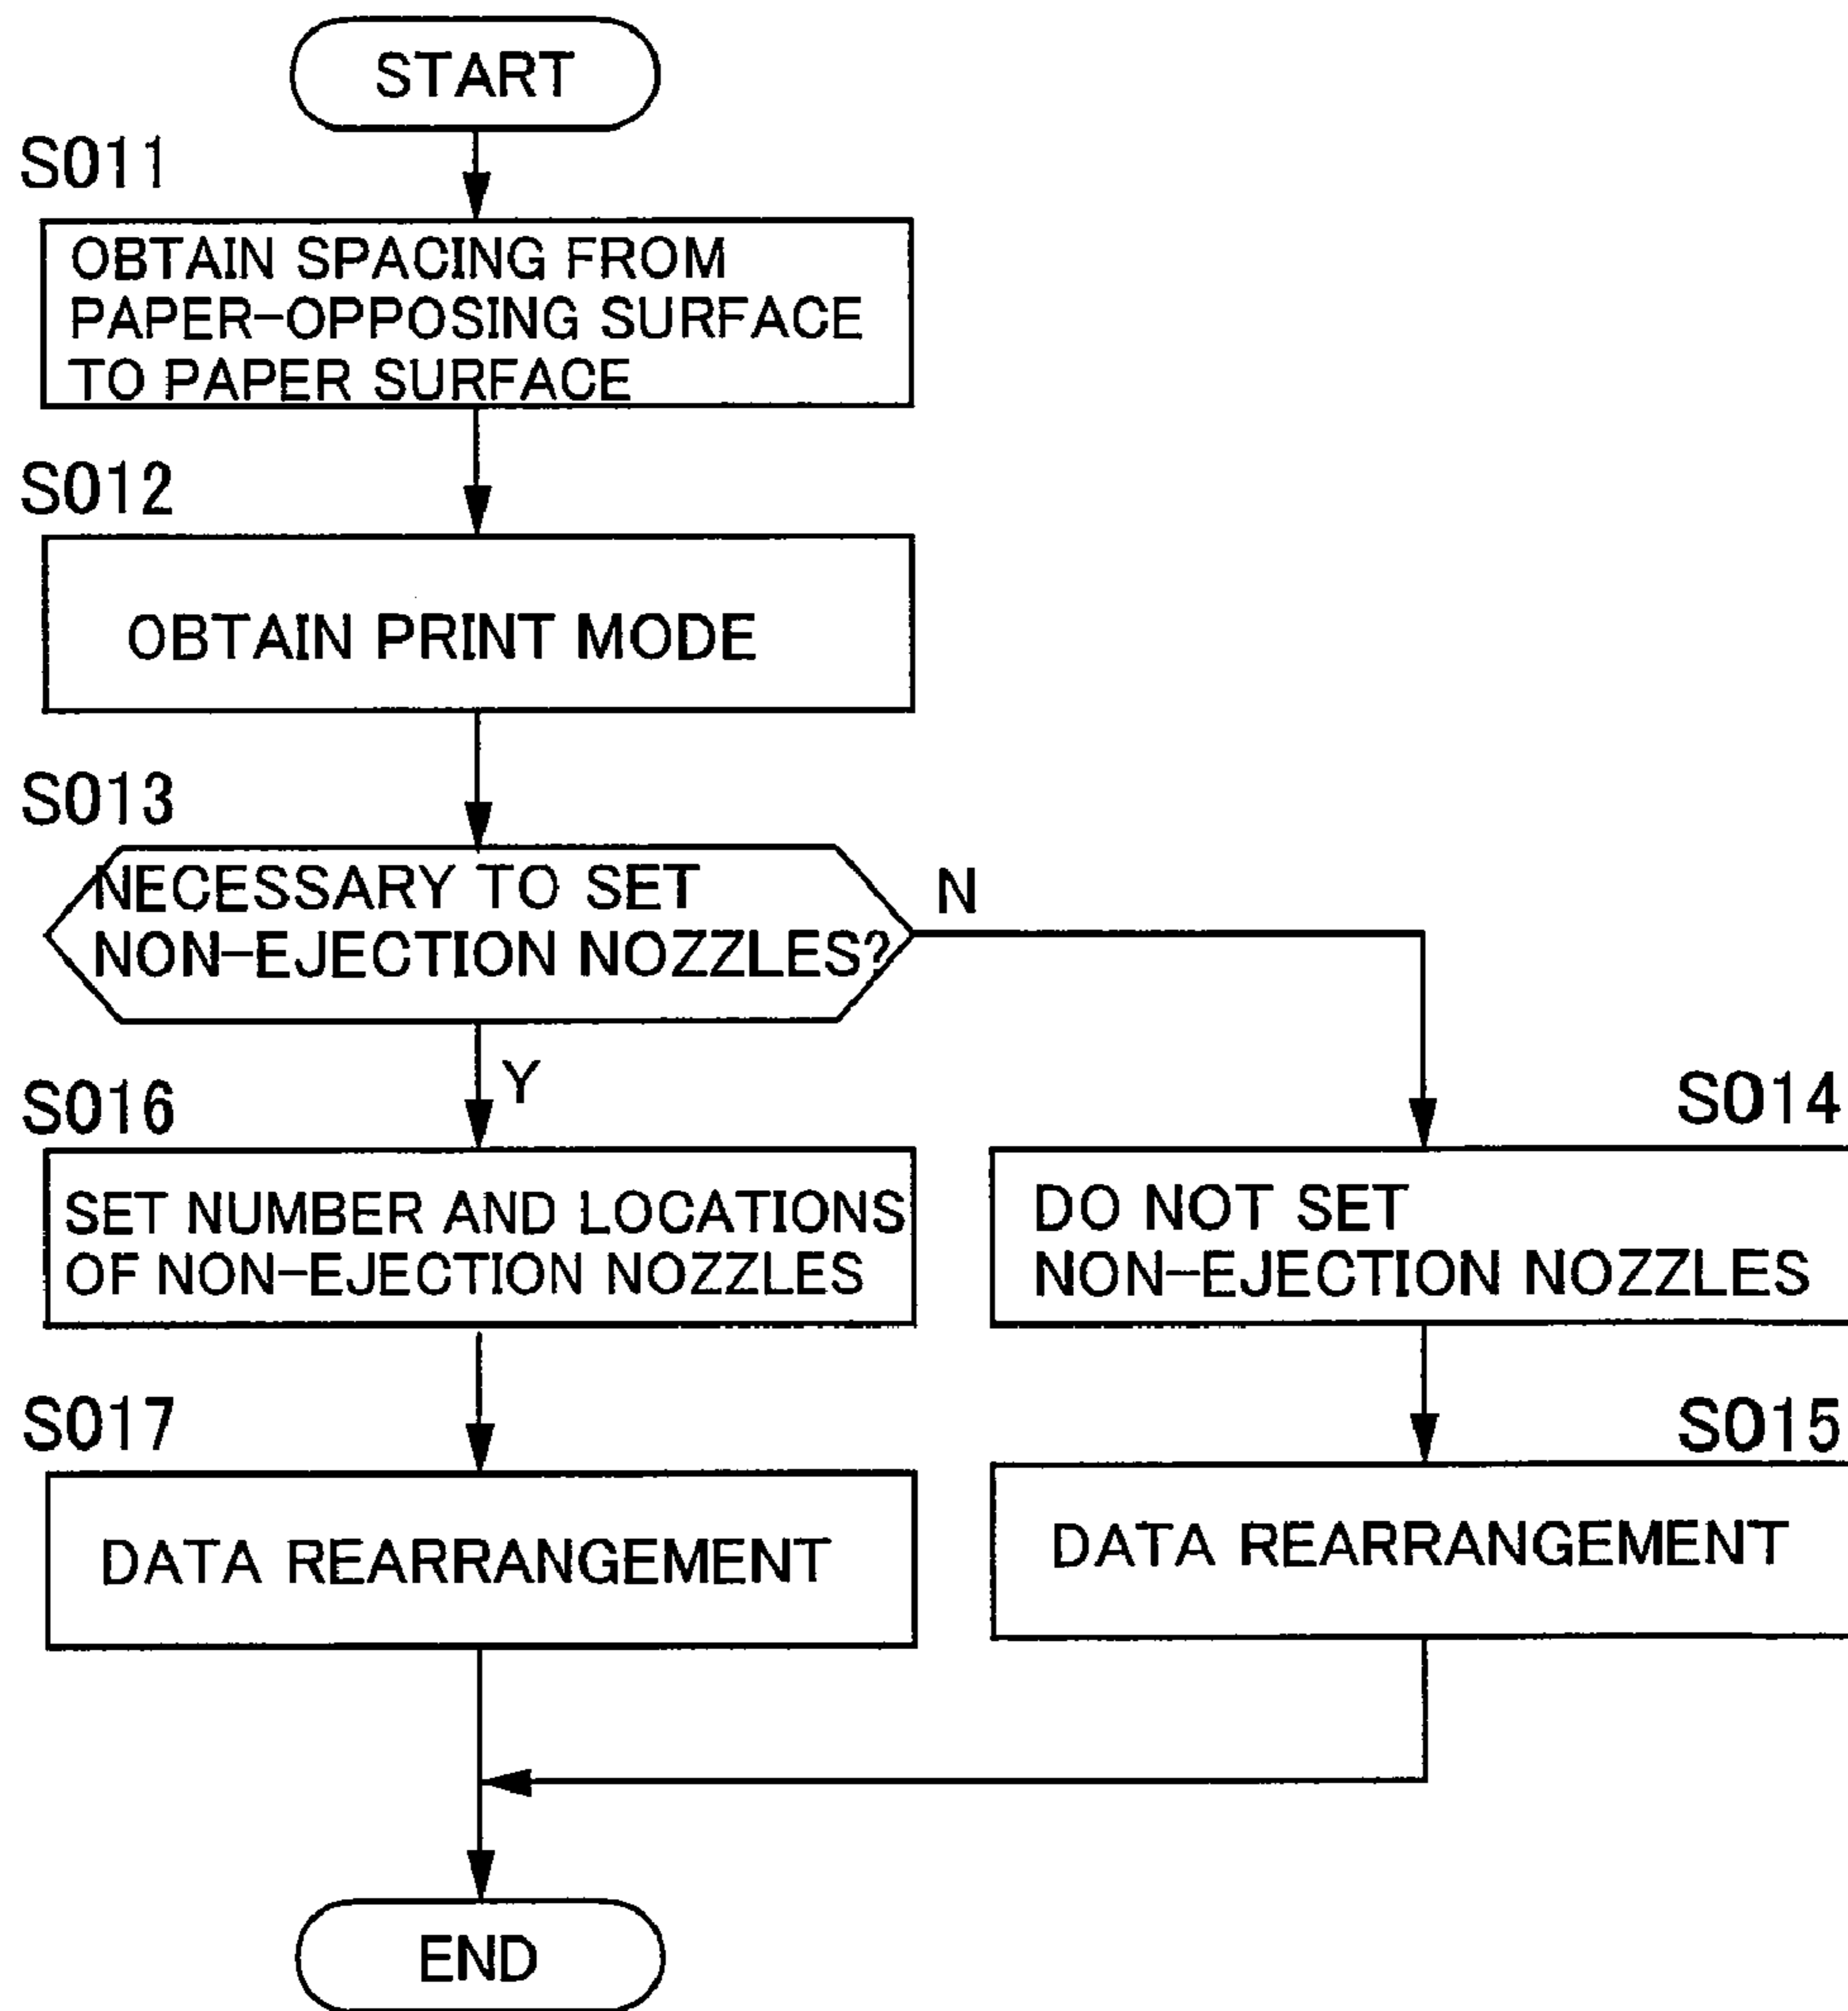 START
S011
OBTAIN SPACING FROM
PAPER-OPPOSING SURFACE
TO PAPER SURFACE
S012
OBTAIN PRINT MODE
S013
NECESSARY TO SET
NON-EJECTION NOZZLES?
N
Y
S016
SET NUMBER AND LOCATIONS
OF NON-EJECTION NOZZLES
S014
DO NOT SET
NON-EJECTION NOZZLES
S017
DATA REARRANGEMENT
S015
DATA REARRANGEMENT
END